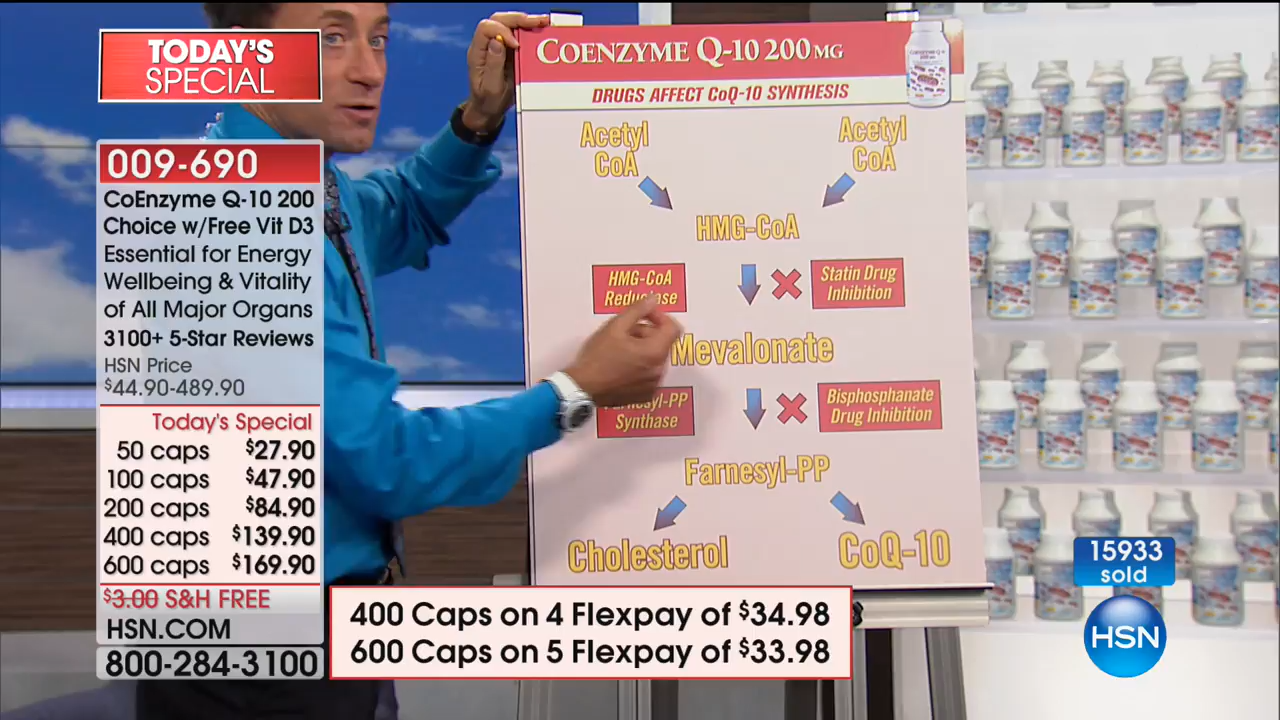 TODAY'S
SPECIAL
009-690
CoEnzyme Q-10 200
Choice w/Free Vit D3
Essential for Energy
Wellbeing & Vitality
of All Major Organs
3100+ 5-Star Reviews
HSN Price
$44.90-489.90
Today's Special
50 caps $27.90
100 caps $47.90
200 caps $84.90
400 caps $139.90
600 caps $169.90
$3.00 S&H FREE
HSN.COM
800-284-3100
COENZYME Q-10 200 MG
DRUGS AFFECT CoQ-10 SYNTHESIS
Acetyl
CoA
Acetyl
CoA
HMG-CoA
HMG-CoA
Reductase
Statin Drug
Inhibition
Mevalonate
Farnesyl-PP
Synthase
Bisphosphanate
Drug Inhibition
Farnesyl-PP
Cholesterol
CoQ-10
400 Caps on 4 Flexpay of $34.98
600 Caps on 5 Flexpay of $33.98
15933
sold
HSN